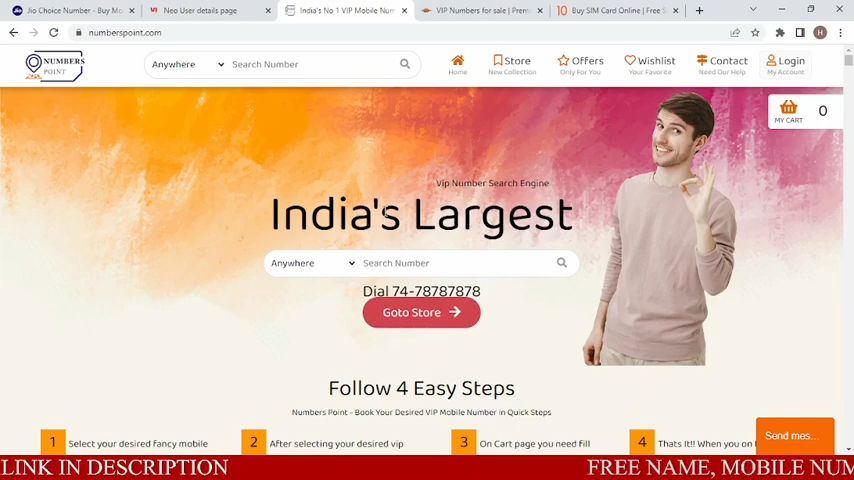 Jio Choice Number - Buy Mo
Neo User details page
India's No 1 VIP Mobile Num
VIP Numbers for sale | Premi
Buy SIM Card Online | Free S
numberspoint.com
NUMBERS
POINT
Anywhere
Search Number
Home
Store
New Collection
Offers
Only For You
Wishlist
Your Favorite
Contact
Need Our Help
Login
My Account
MY CART
0
Vip Number Search Engine
India's Largest
Anywhere
Search Number
Dial 74-78787878
Goto Store
Follow 4 Easy Steps
Numbers Point - Book Your Desired VIP Mobile Number in Quick Steps
1 Select your desired fancy mobile
2 After selecting your desired vip
3 On Cart page you need fill
4 Thats It!! When you on
Send mes...
LINK IN DESCRIPTION
FREE NAME, MOBILE NUM